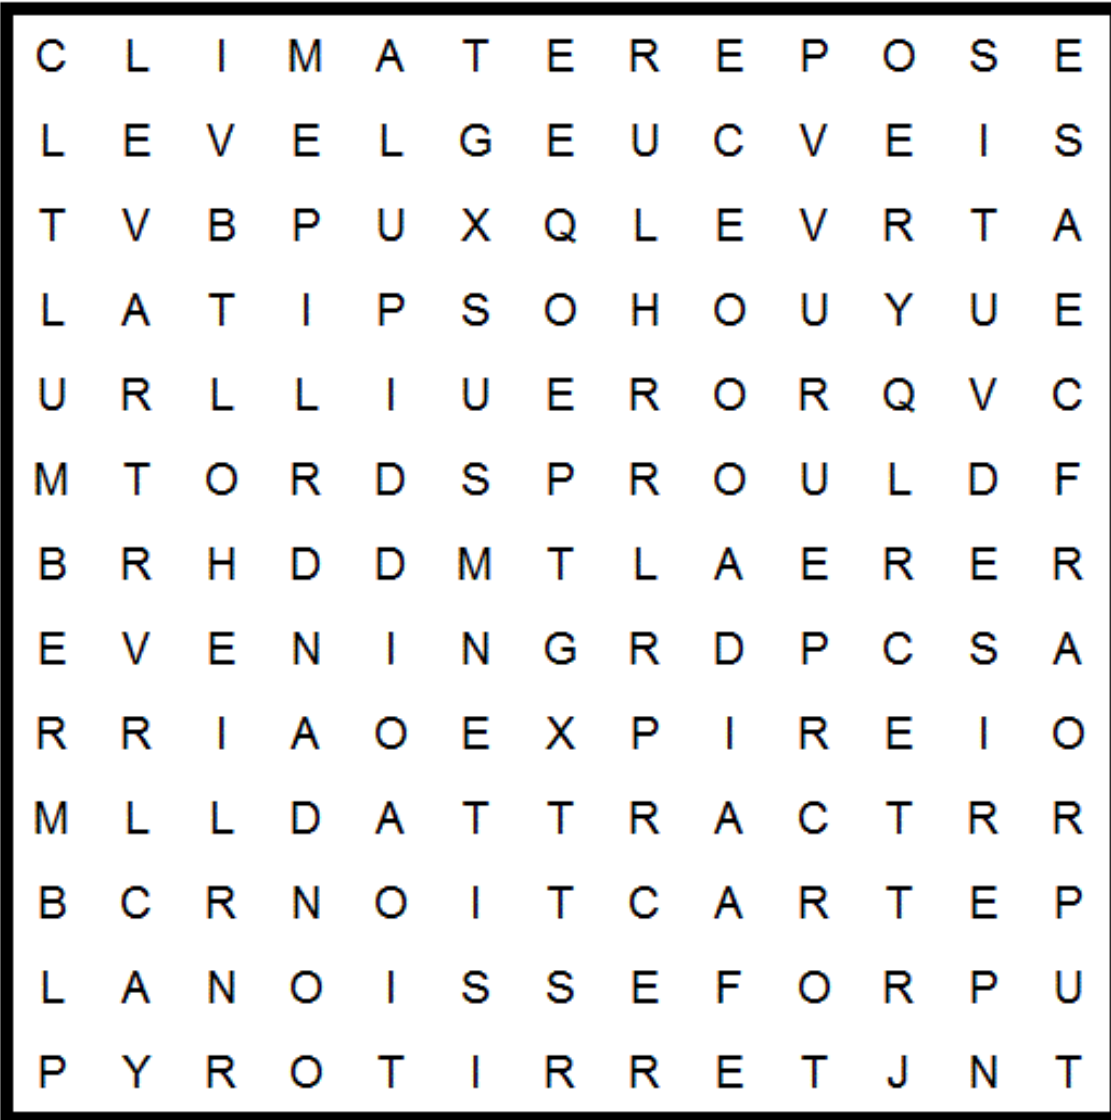 C L I M A T E R E P O S E
L E V E L G E U C V E I S
T V B P U X Q L E V R T A
L A T I P S O H O U Y U E
U R L L I U E R O R Q V C
M T O R D S P R O U L D F
B R H D D M T L A E R E R
E V E N I N G R D P C S A
R R I A O E X P I R E I O
M L L D A T T R A C T R R
B C R N O I T C A R T E P
L A N O I S S E F O R P U
P Y R O T I R R E T J N T